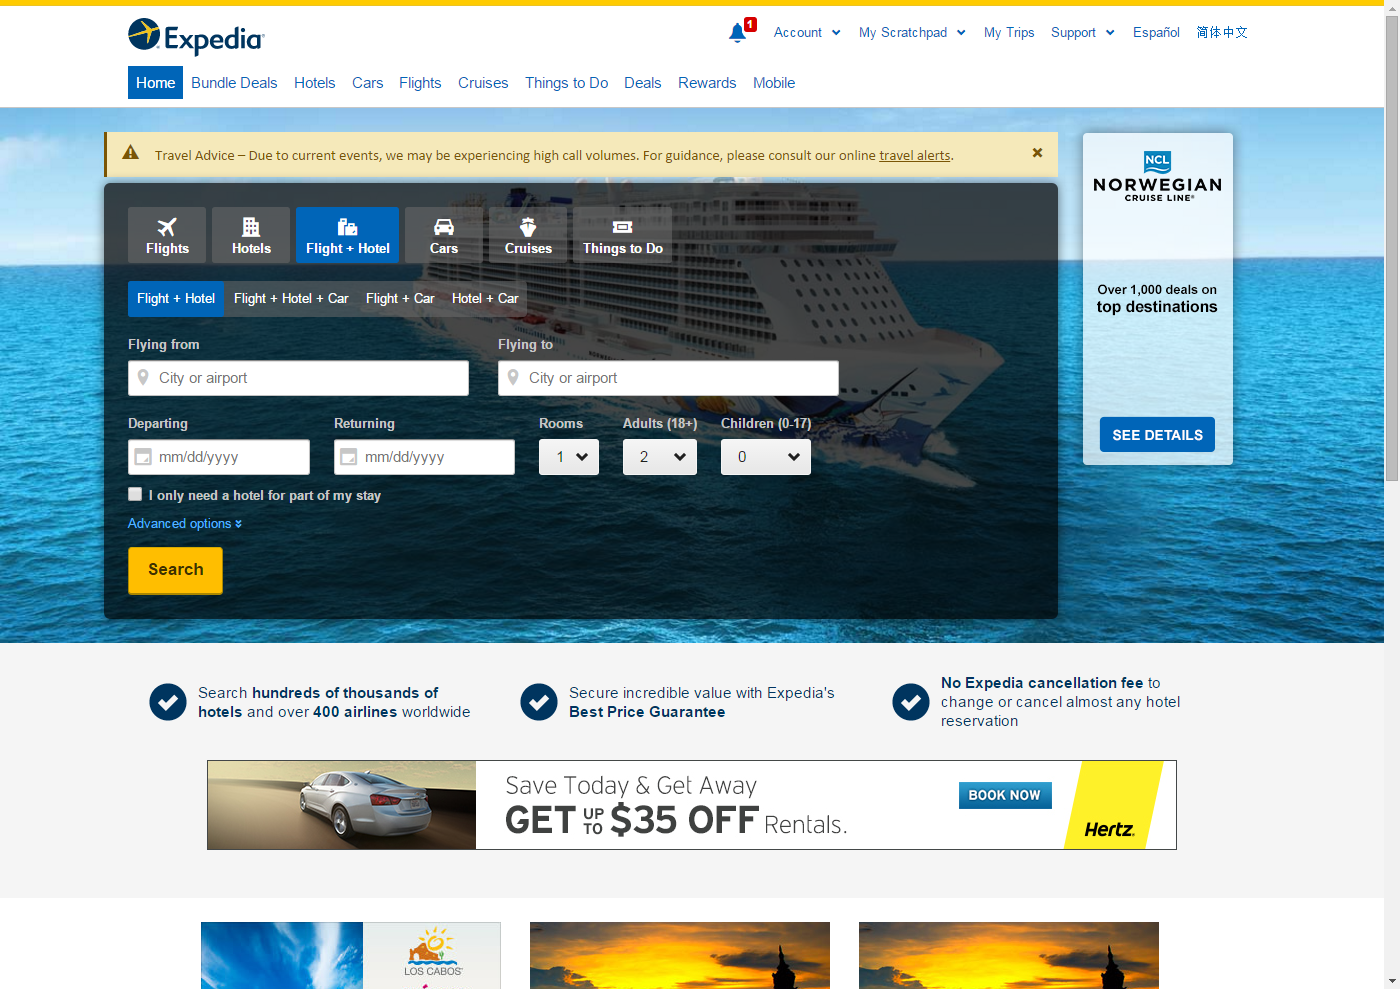 Expedia
1
Account
My Scratchpad
My Trips
Support
Español
简体中文
Home
Bundle Deals
Hotels
Cars
Flights
Cruises
Things to Do
Deals
Rewards
Mobile
Travel Advice – Due to current events, we may be experiencing high call volumes. For guidance, please consult our online travel alerts.
NCL
NORWEGIAN
CRUISE LINE®
Over 1,000 deals on
top destinations
SEE DETAILS
Flights
Hotels
Flight + Hotel
Cars
Cruises
Things to Do
Flight + Hotel
Flight + Hotel + Car
Flight + Car
Hotel + Car
Flying from
Flying to
City or airport
City or airport
Departing
Returning
Rooms
Adults (18+)
Children (0-17)
mm/dd/yyyy
mm/dd/yyyy
1
2
0
I only need a hotel for part of my stay
Advanced options
Search
Search hundreds of thousands of
hotels and over 400 airlines worldwide
Secure incredible value with Expedia's
Best Price Guarantee
No Expedia cancellation fee to
change or cancel almost any hotel
reservation
Save Today & Get Away
GET UP TO $35 OFF Rentals.
BOOK NOW
Hertz.
LOS CABOS